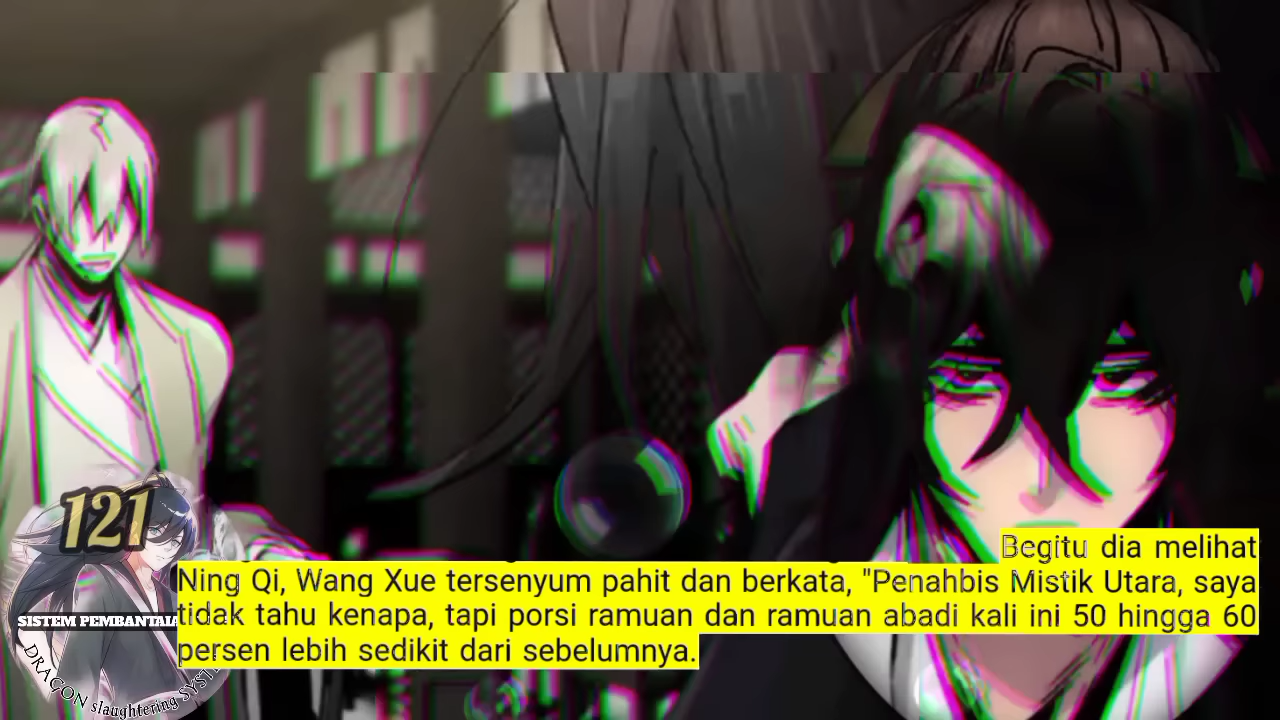 121
SISTEM PEMBANTAIA
DRAGON slaughtering SYST
Begitu dia melihat
Ning Qi, Wang Xue tersenyum pahit dan berkata, "Penahbis Mistik Utara, saya
tidak tahu kenapa, tapi porsi ramuan dan ramuan abadi kali ini 50 hingga 60
persen lebih sedikit dari sebelumnya.